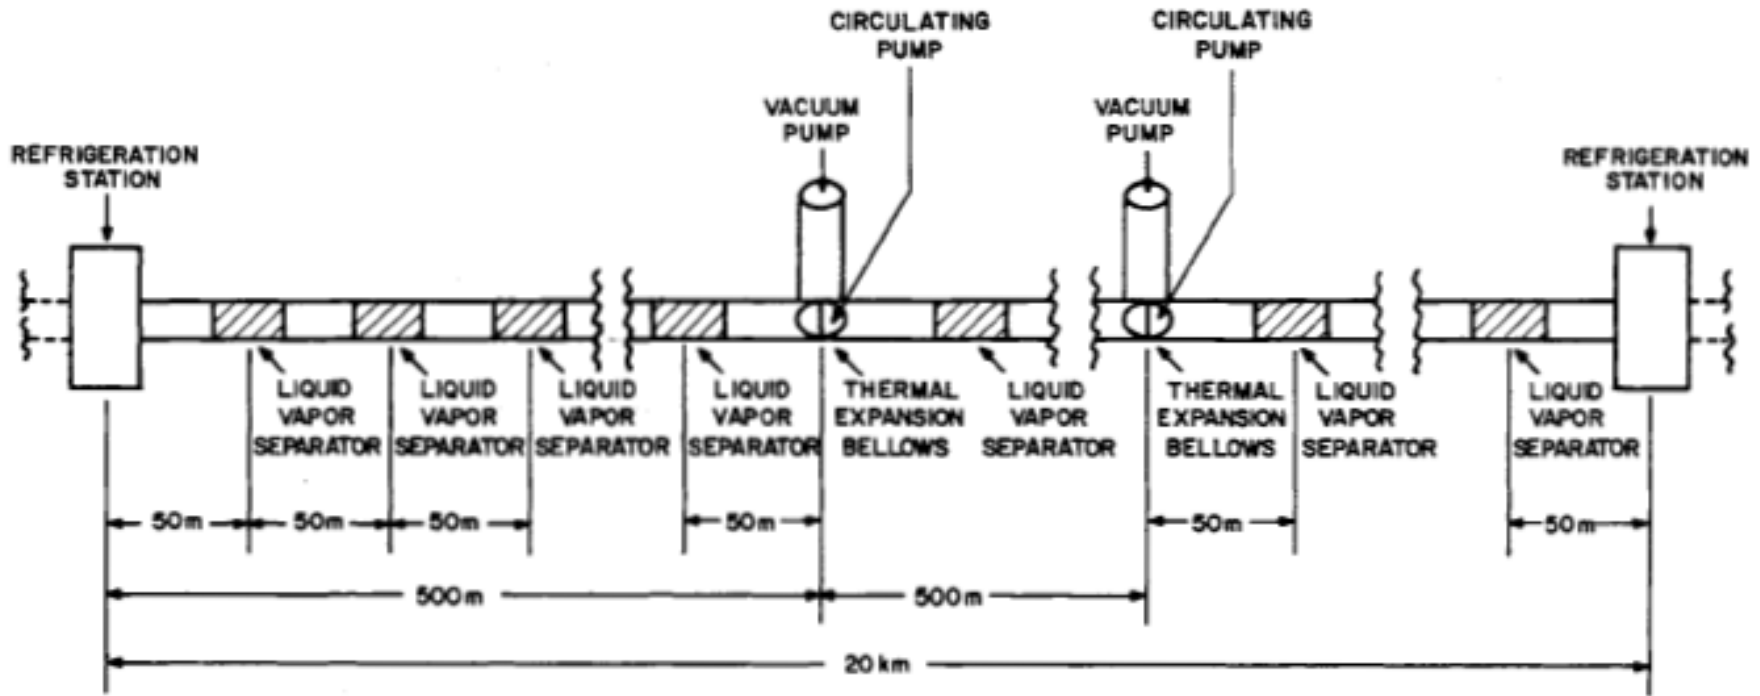 CIRCULATING
PUMP
CIRCULATING
PUMP
VACUUM
PUMP
VACUUM
PUMP
REFRIGERATION
STATION
REFRIGERATION
STATION
LIQUID
VAPOR
SEPARATOR
LIQUID
VAPOR
SEPARATOR
LIQUID
VAPOR
SEPARATOR
LIQUID
VAPOR
SEPARATOR
THERMAL
EXPANSION
BELLOWS
LIQUID
VAPOR
SEPARATOR
THERMAL
EXPANSION
BELLOWS
LIQUID
VAPOR
SEPARATOR
LIQUID
VAPOR
SEPARATOR
50m
50m
50m
50m
50m
50m
500m
500m
20km